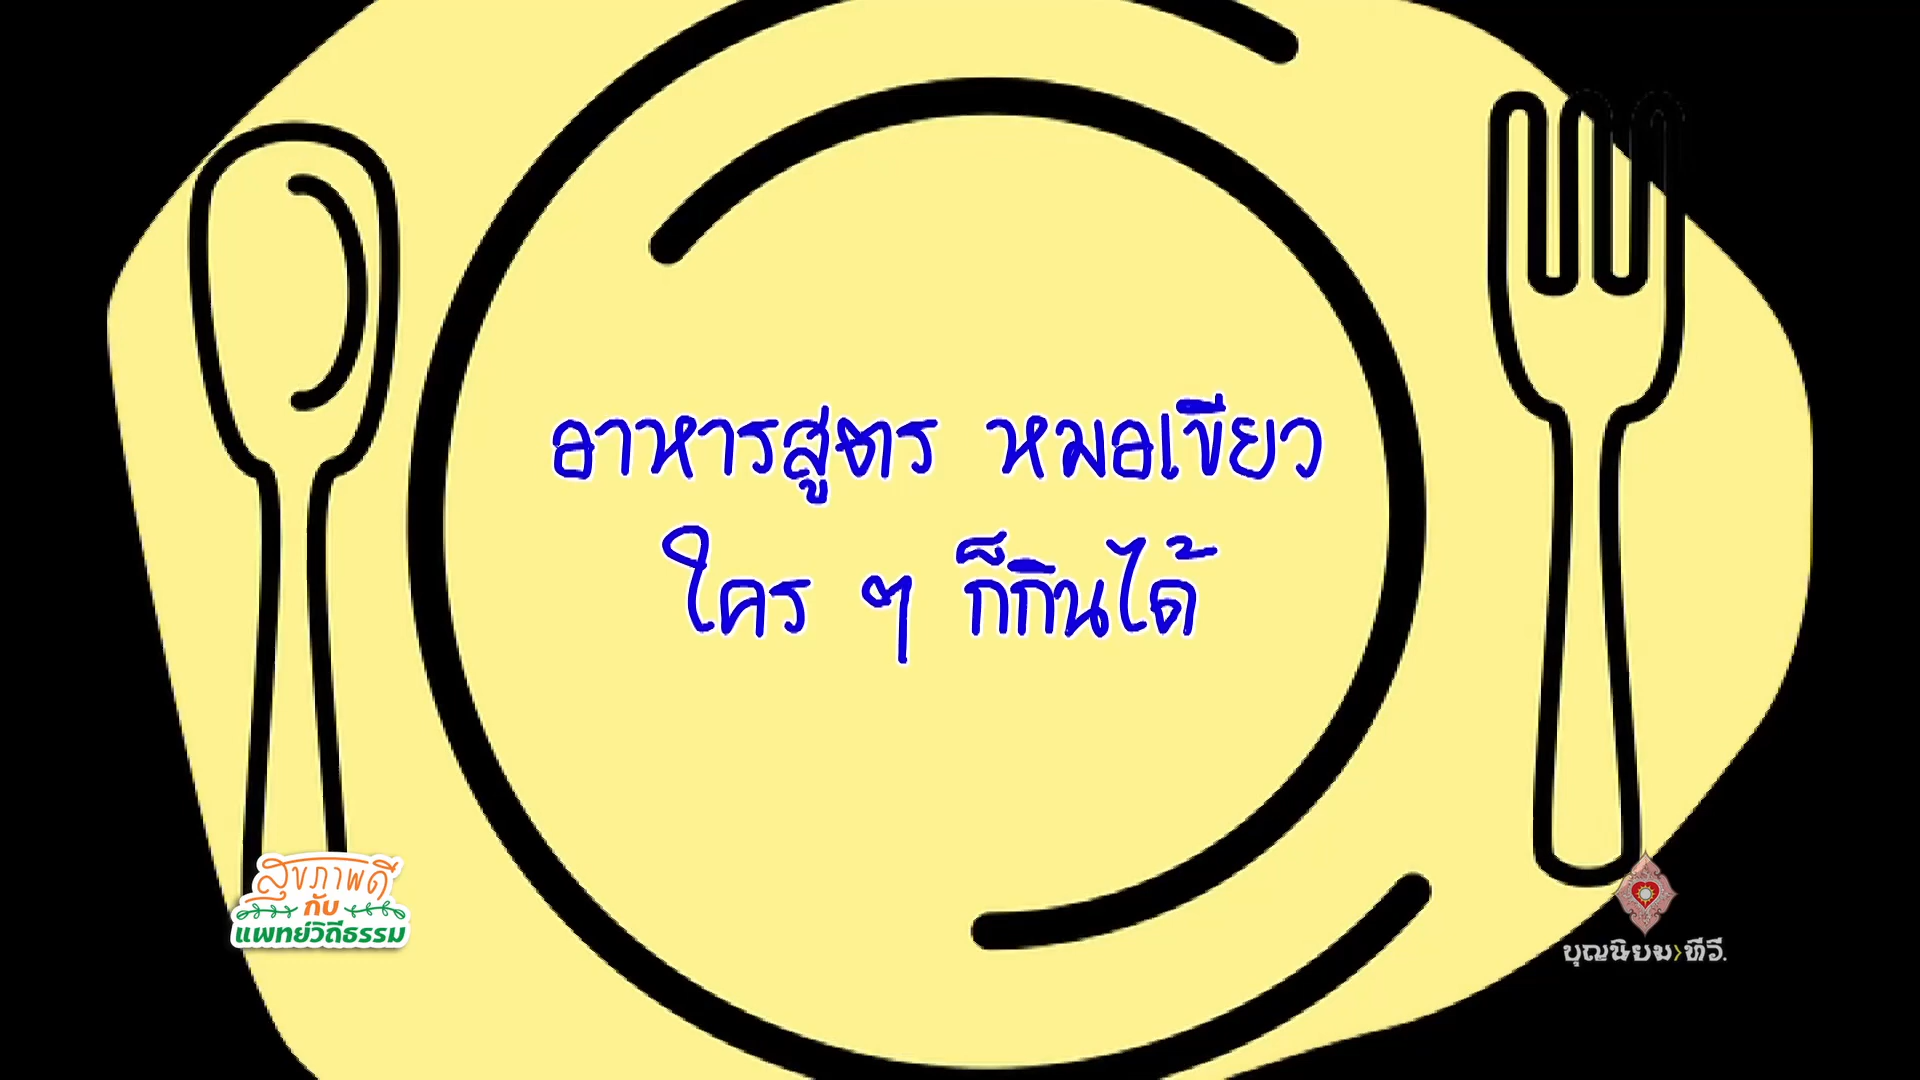 อาหารสูตร หมอเขียว
ใคร ๆ ก็กินได้
สุขภาพดี
กับ
แพทย์วิถีธรรม
บุญนิยม ทีวี.